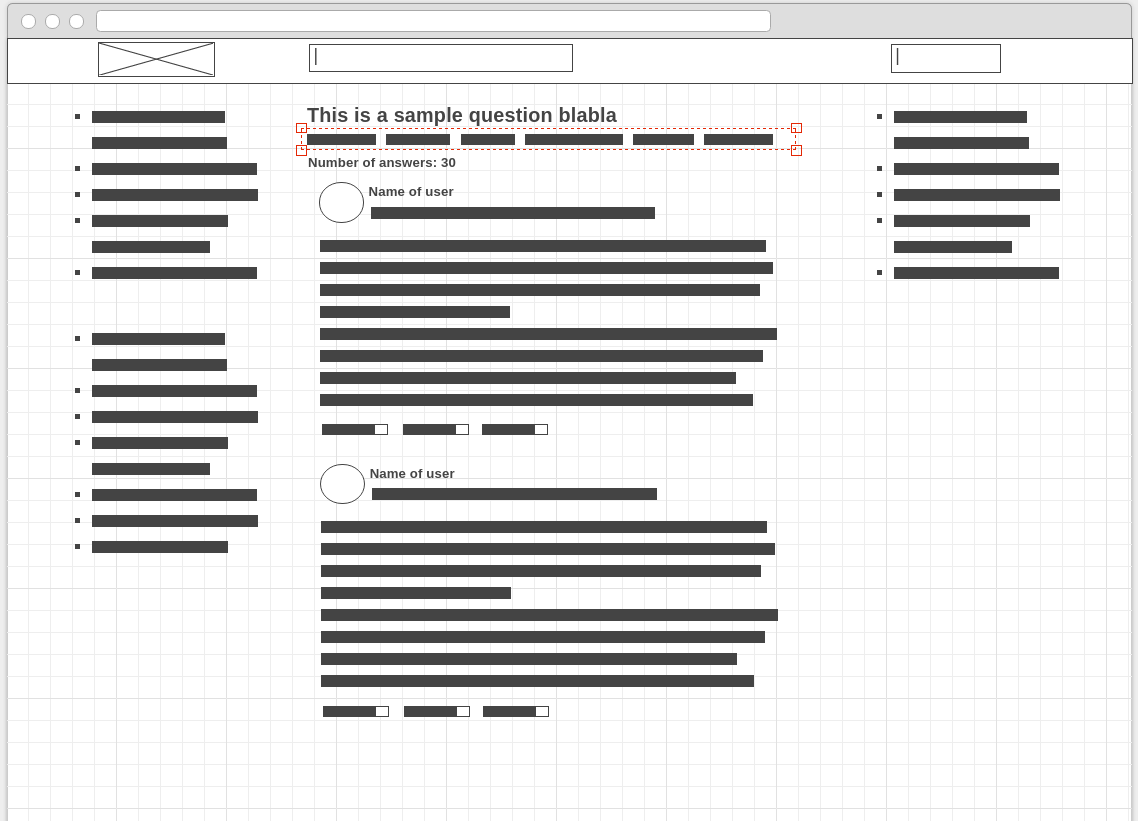 This is a sample question blabla
Number of answers: 30
Name of user
Name of user